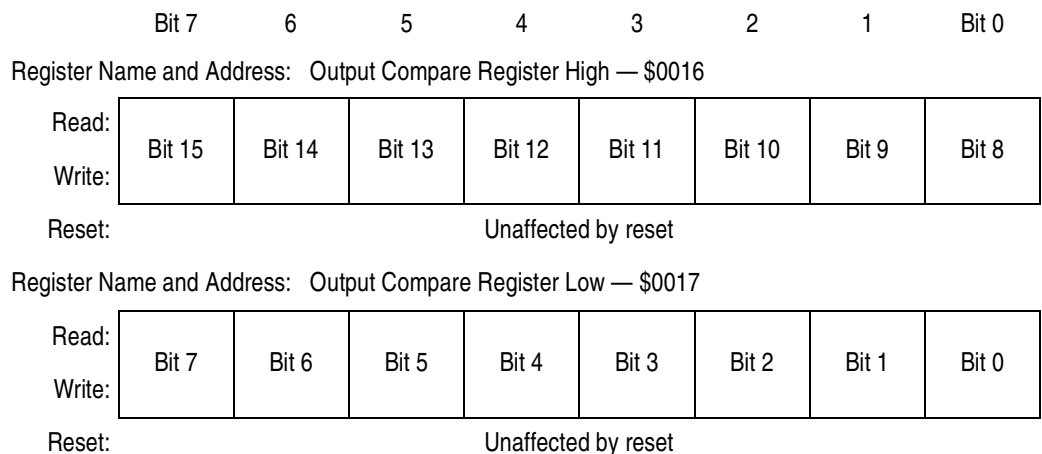 Bit 7 6 5 4 3 2 1 Bit 0
Register Name and Address: Output Compare Register High — $0016
Read:
Bit 15 Bit 14 Bit 13 Bit 12 Bit 11 Bit 10 Bit 9 Bit 8
Write:
Reset: Unaffected by reset
Register Name and Address: Output Compare Register Low — $0017
Read:
Bit 7 Bit 6 Bit 5 Bit 4 Bit 3 Bit 2 Bit 1 Bit 0
Write:
Reset: Unaffected by reset